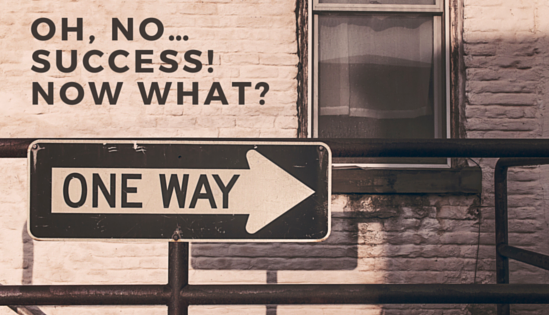 OH, NO...
SUCCESS!
NOW WHAT?
ONE WAY